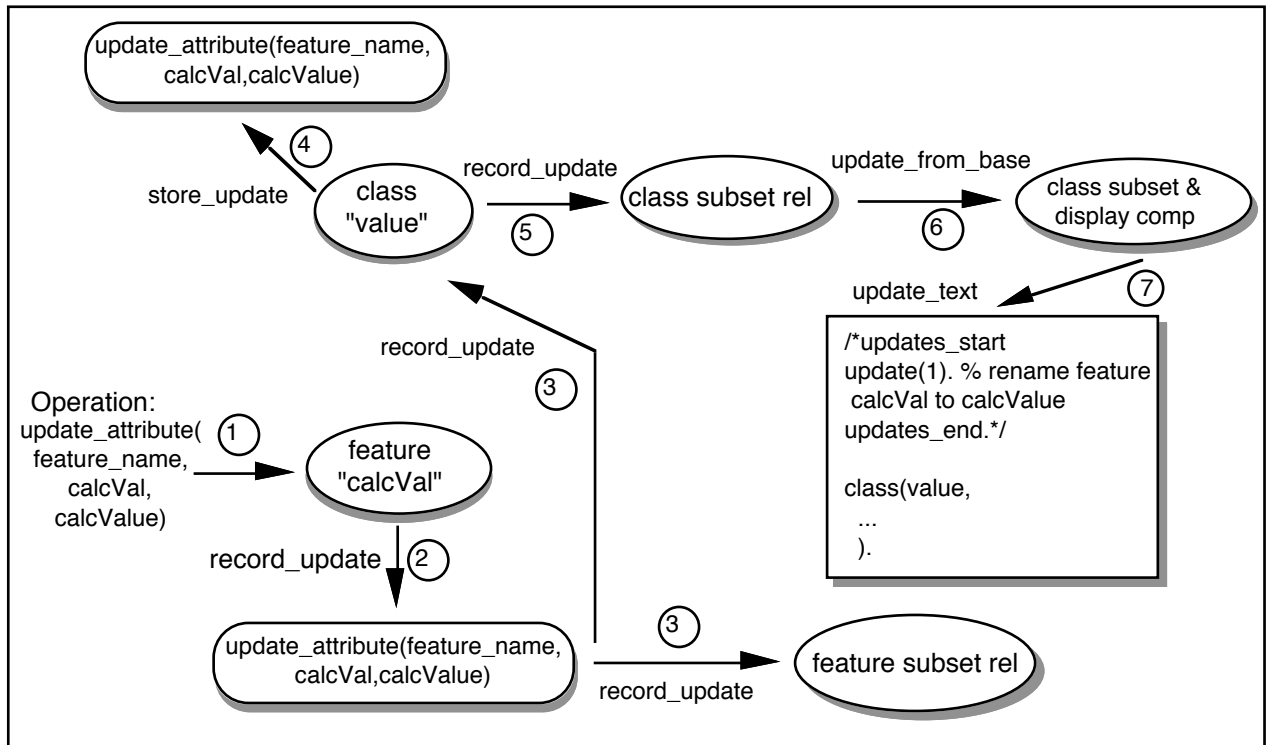 update_attribute(feature_name,
calcVal,calcValue)
4
store_update
class
"value"
record_update
5
class subset rel
update_from_base
6
class subset &
display comp
update_text
7
/*updates_start
update(1). % rename feature
calcVal to calcValue
updates_end.*/
class(value,
...
).
record_update
3
Operation:
update_attribute(
feature_name,
calcVal,
calcValue)
1
feature
"calcVal"
record_update
2
update_attribute(feature_name,
calcVal,calcValue)
3
record_update
feature subset rel